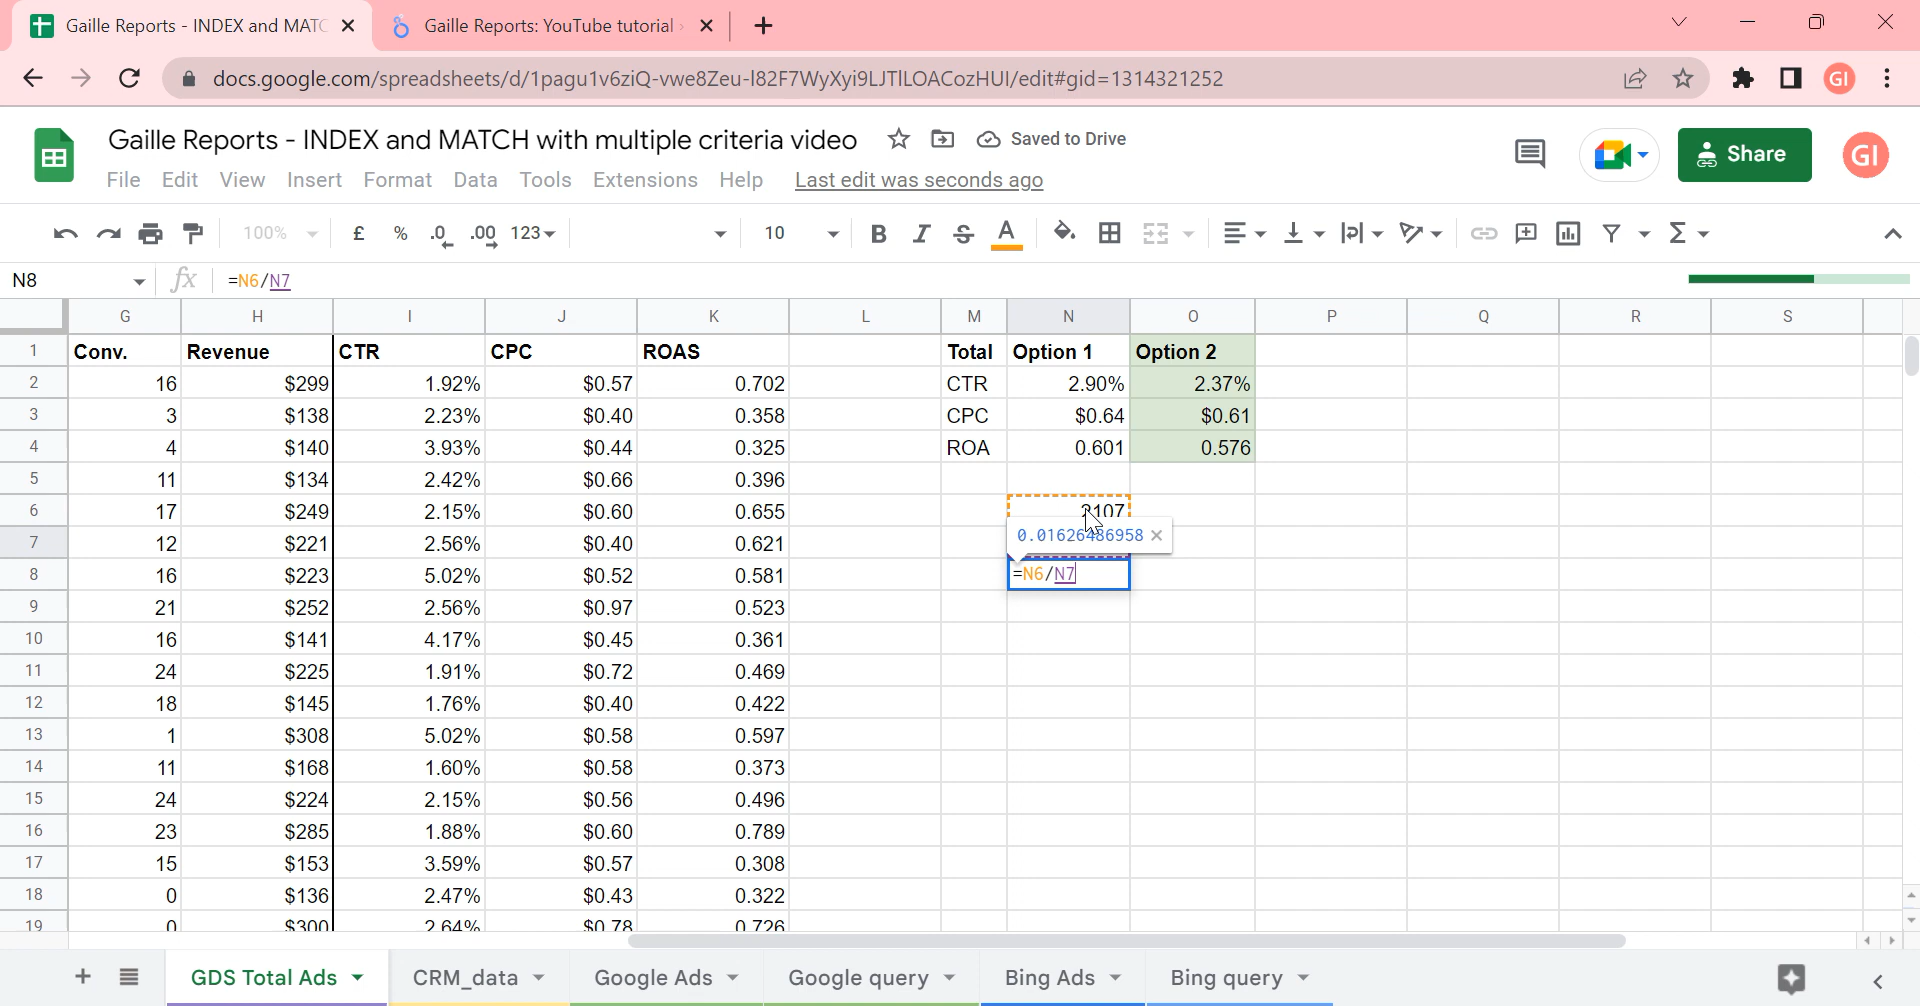 Gaille Reports - INDEX and MATC
Gaille Reports: YouTube tutorial
docs.google.com/spreadsheets/d/1pagu1v6ziQ-vwe8Zeu-l82F7WyXyi9LJTlLOACozHUI/edit#gid=1314321252
GI
Gaille Reports - INDEX and MATCH with multiple criteria video
Saved to Drive
Share
GI
File Edit View Insert Format Data Tools Extensions Help Last edit was seconds ago
100% £ % .0 .00 123 10 B I S A
N8 fx =N6/N7
G H I J K L M N O P Q R S
1 Conv. Revenue CTR CPC ROAS Total Option 1 Option 2
2 16 $299 1.92% $0.57 0.702 CTR 2.90% 2.37%
3 3 $138 2.23% $0.40 0.358 CPC $0.64 $0.61
4 4 $140 3.93% $0.44 0.325 ROA 0.601 0.576
5 11 $134 2.42% $0.66 0.396
6 17 $249 2.15% $0.60 0.655 2107
7 12 $221 2.56% $0.40 0.621 0.01626486958
8 16 $223 5.02% $0.52 0.581 =N6/N7
9 21 $252 2.56% $0.97 0.523
10 16 $141 4.17% $0.45 0.361
11 24 $225 1.91% $0.72 0.469
12 18 $145 1.76% $0.40 0.422
13 1 $308 5.02% $0.58 0.597
14 11 $168 1.60% $0.58 0.373
15 24 $224 2.15% $0.56 0.496
16 23 $285 1.88% $0.60 0.789
17 15 $153 3.59% $0.57 0.308
18 0 $136 2.47% $0.43 0.322
19 0 $300 2.64% $0.78 0.726
GDS Total Ads CRM_data Google Ads Google query Bing Ads Bing query